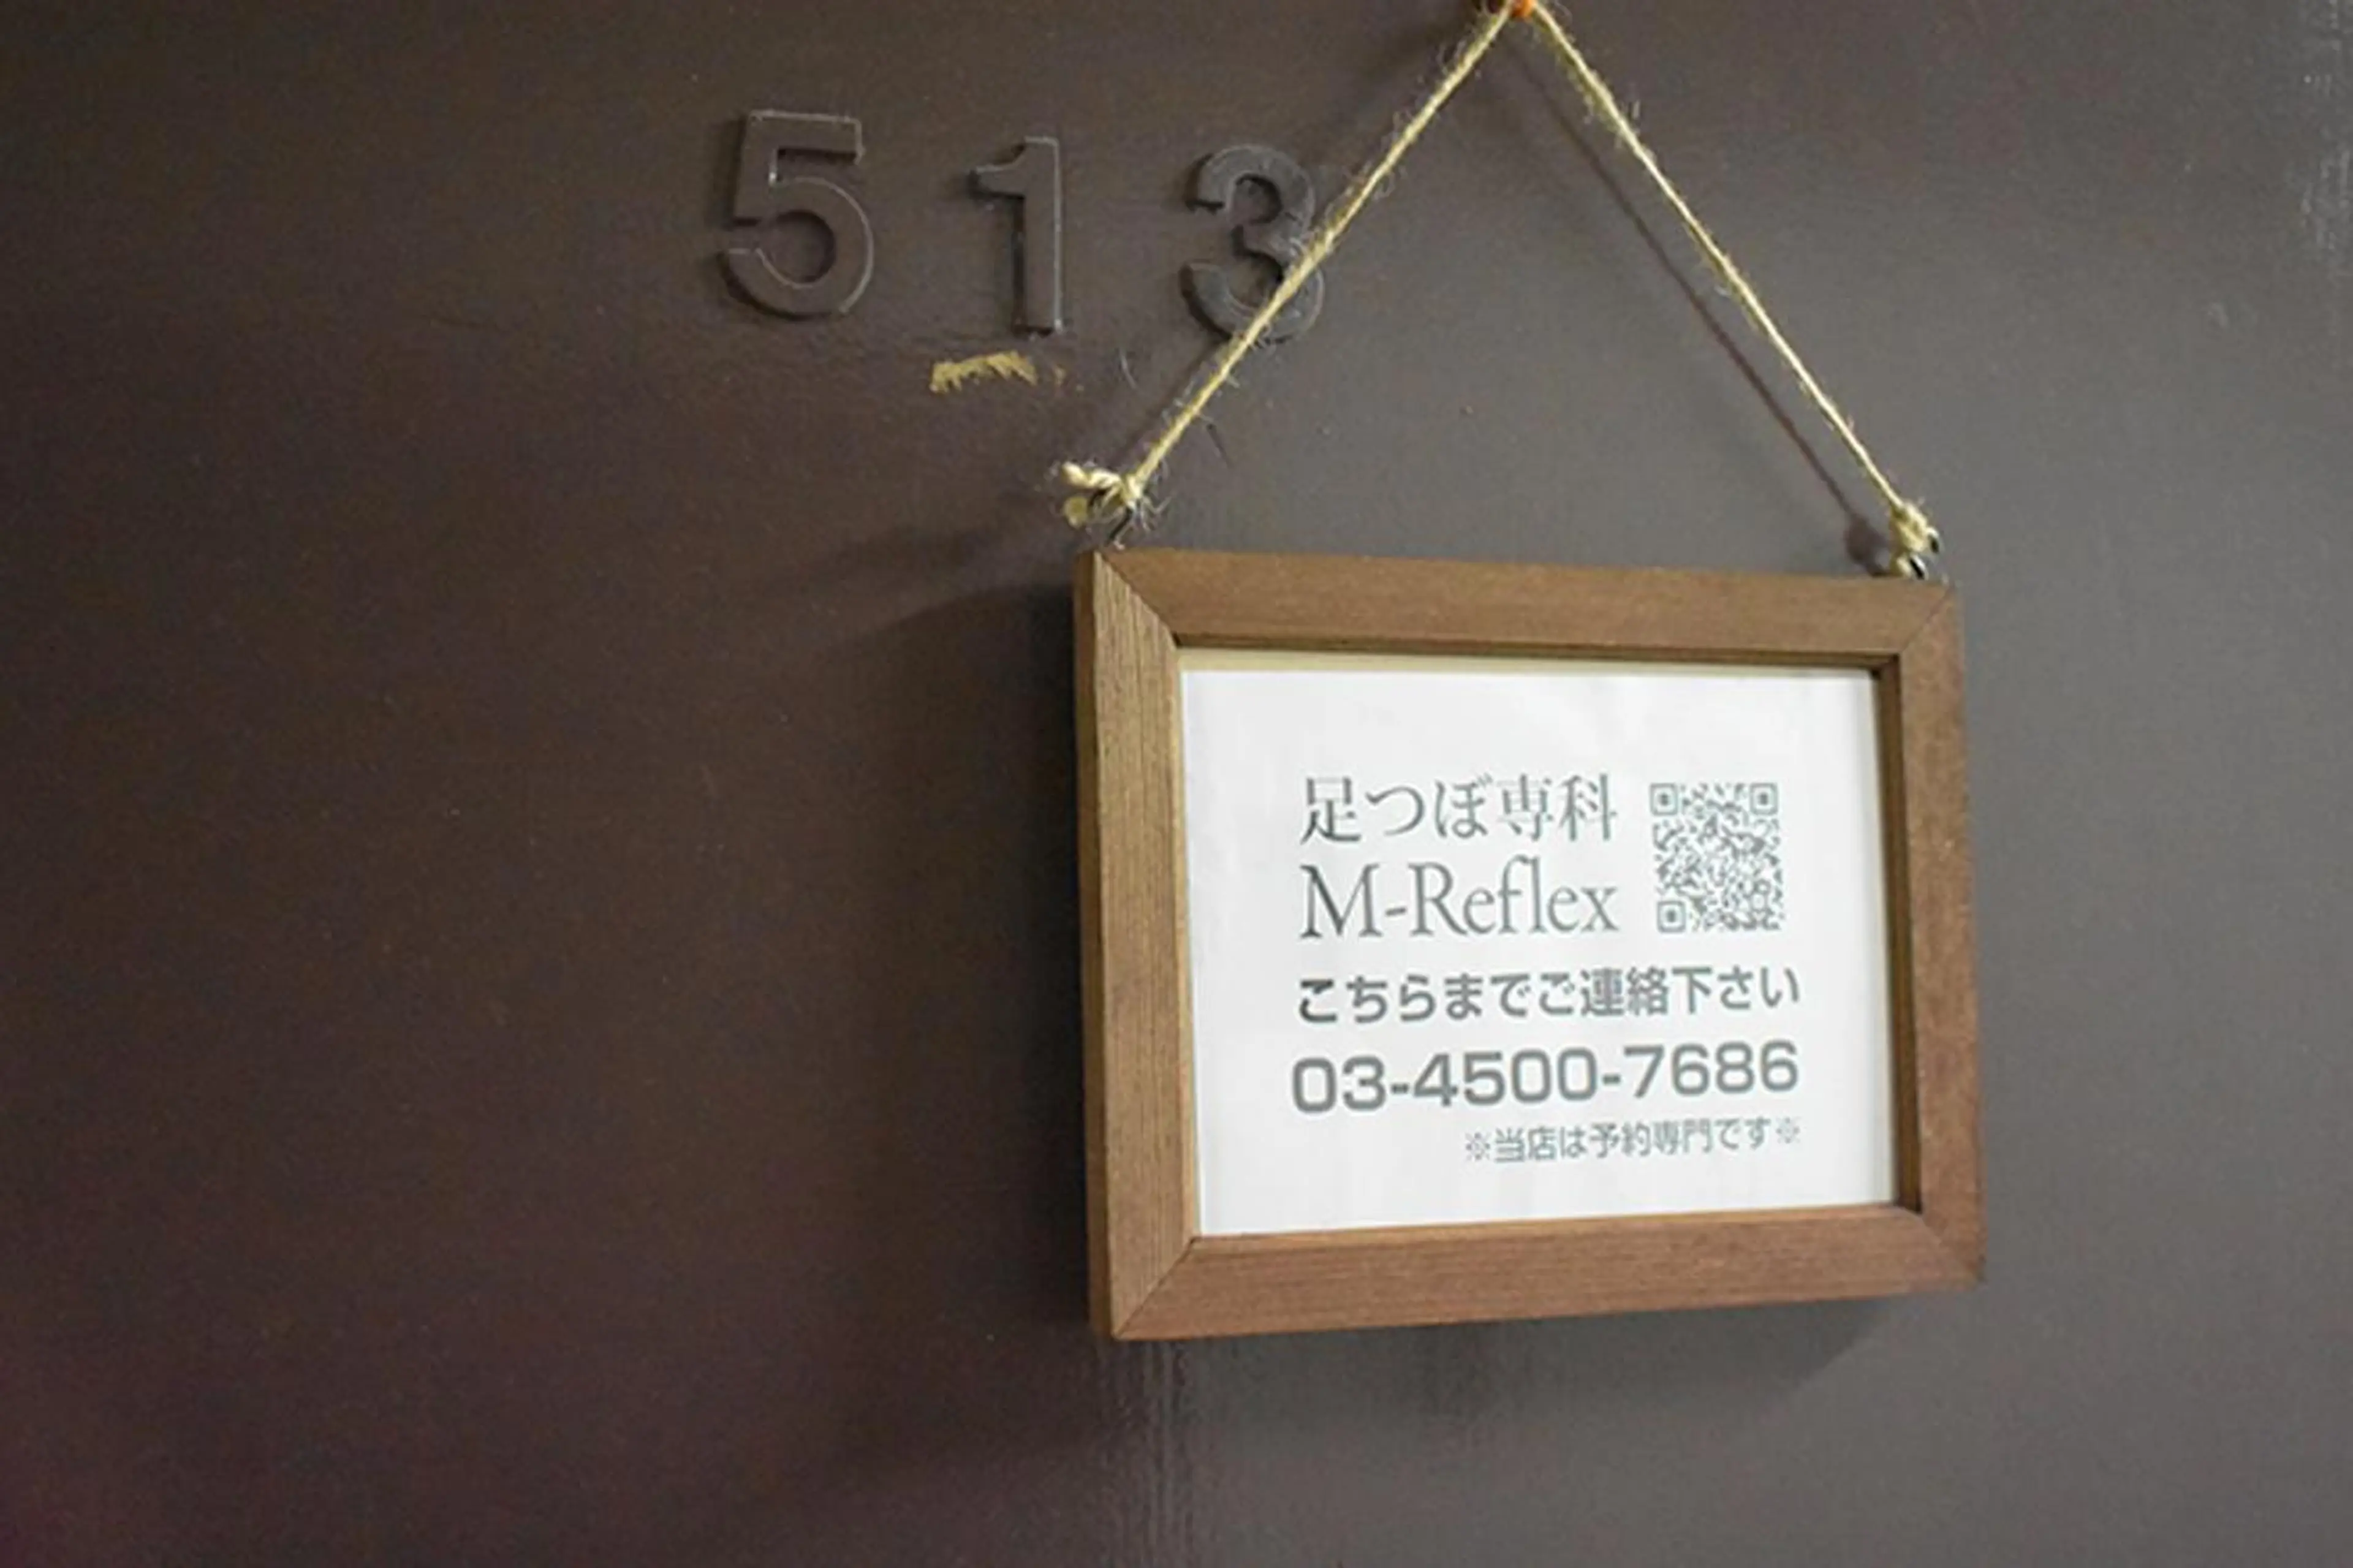 513
足つぼ専科
M-Reflex
こちらまでご連絡下さい
03-4500-7686
※当店は予約専門です※